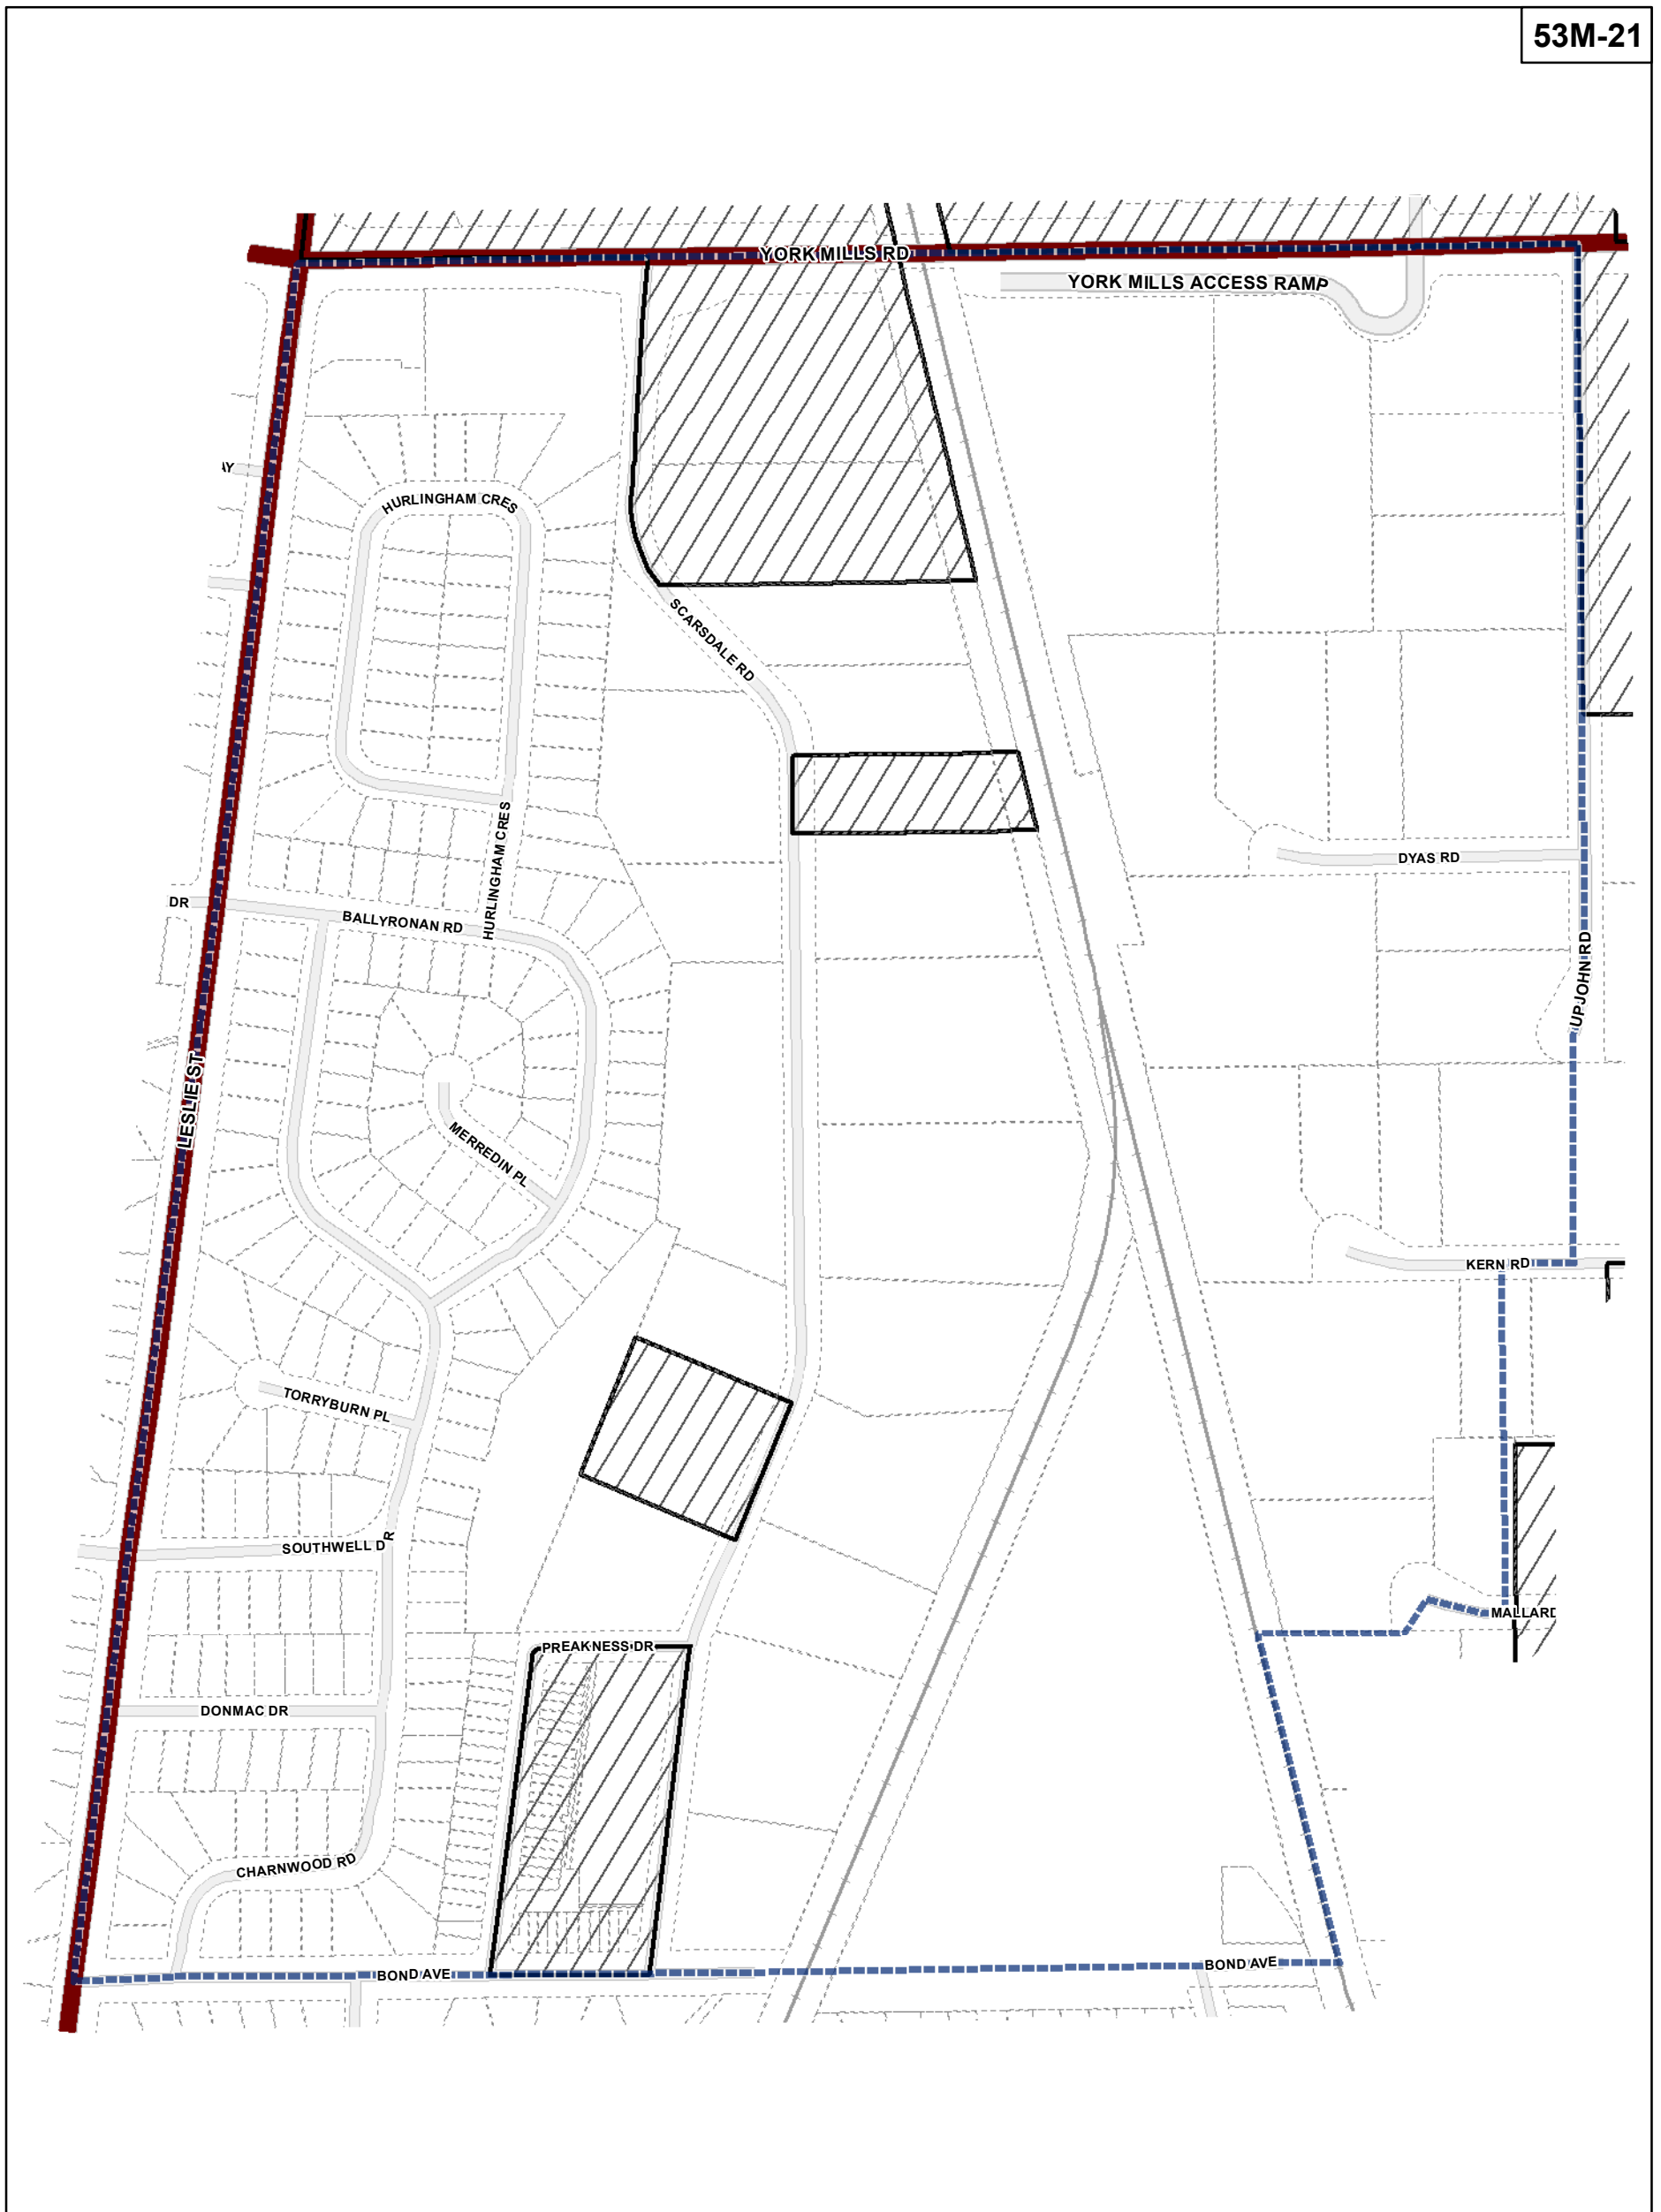 53M-21
YORK MILLS RD
YORK MILLS ACCESS RAMP
HURLINGHAM CRES
SCARSDALE RD
HURLINGHAM CRES
DYAS RD
DR
BALLYRONAN RD
UPJOHN RD
LESLIE ST
MERREDIN PL
KERN RD
TORRYBURN PL
SOUTHWELL DR
MALLARD
PREAKNESS DR
DONMAC DR
CHARNWOOD RD
BOND AVE
BOND AVE